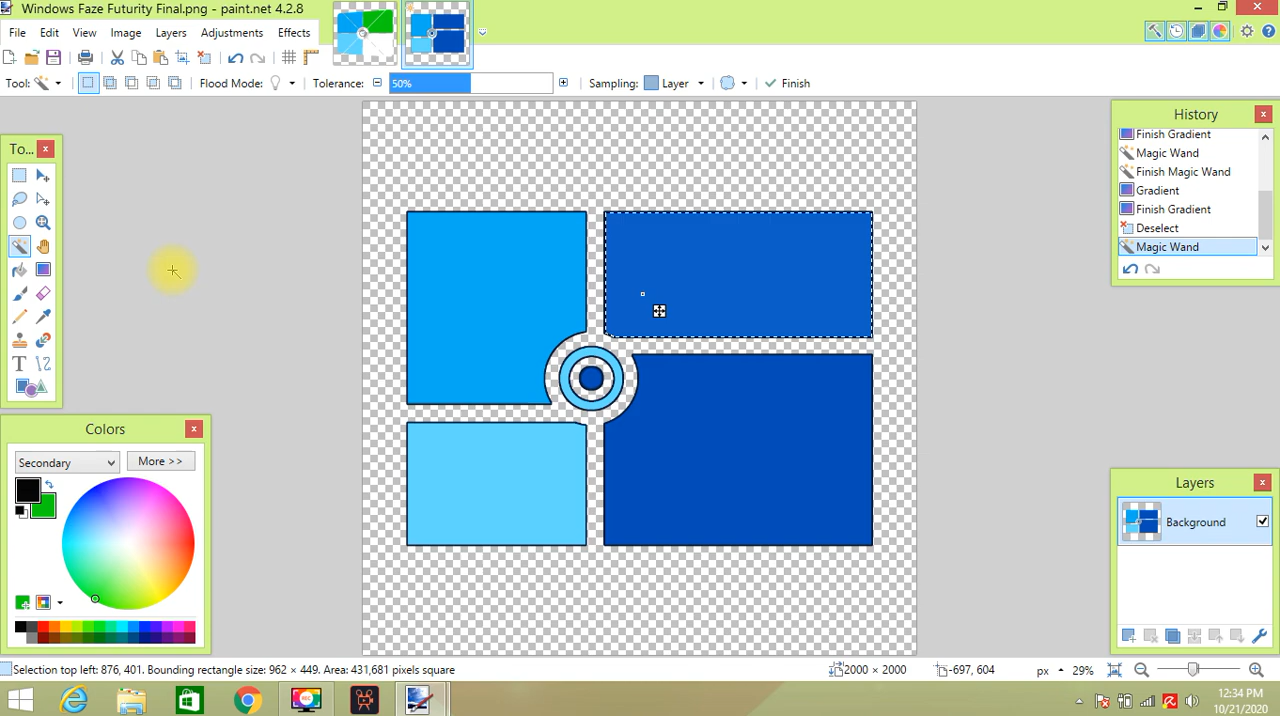 Windows Faze Futurity Final.png - paint.net 4.2.8
File Edit View Image Layers Adjustments Effects
Tool: Flood Mode: Tolerance: 50% Sampling: Layer Finish
To...
History
Finish Gradient
Magic Wand
Finish Magic Wand
Gradient
Finish Gradient
Deselect
Magic Wand
Colors
Secondary More >>
Layers
Background
Selection top left: 876, 401. Bounding rectangle size: 962 × 449. Area: 431,681 pixels square 2000 × 2000 -697, 604 px 29%
REC
12:34 PM
10/21/2020